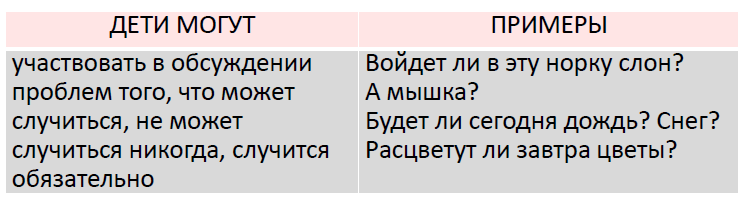 ДЕТИ МОГУТ
ПРИМЕРЫ
участвовать в обсуждении
проблем того, что может
случиться, не может
случиться никогда, случится
обязательно
Войдет ли в эту норку слон?
А мышка?
Будет ли сегодня дождь? Снег?
Расцветут ли завтра цветы?